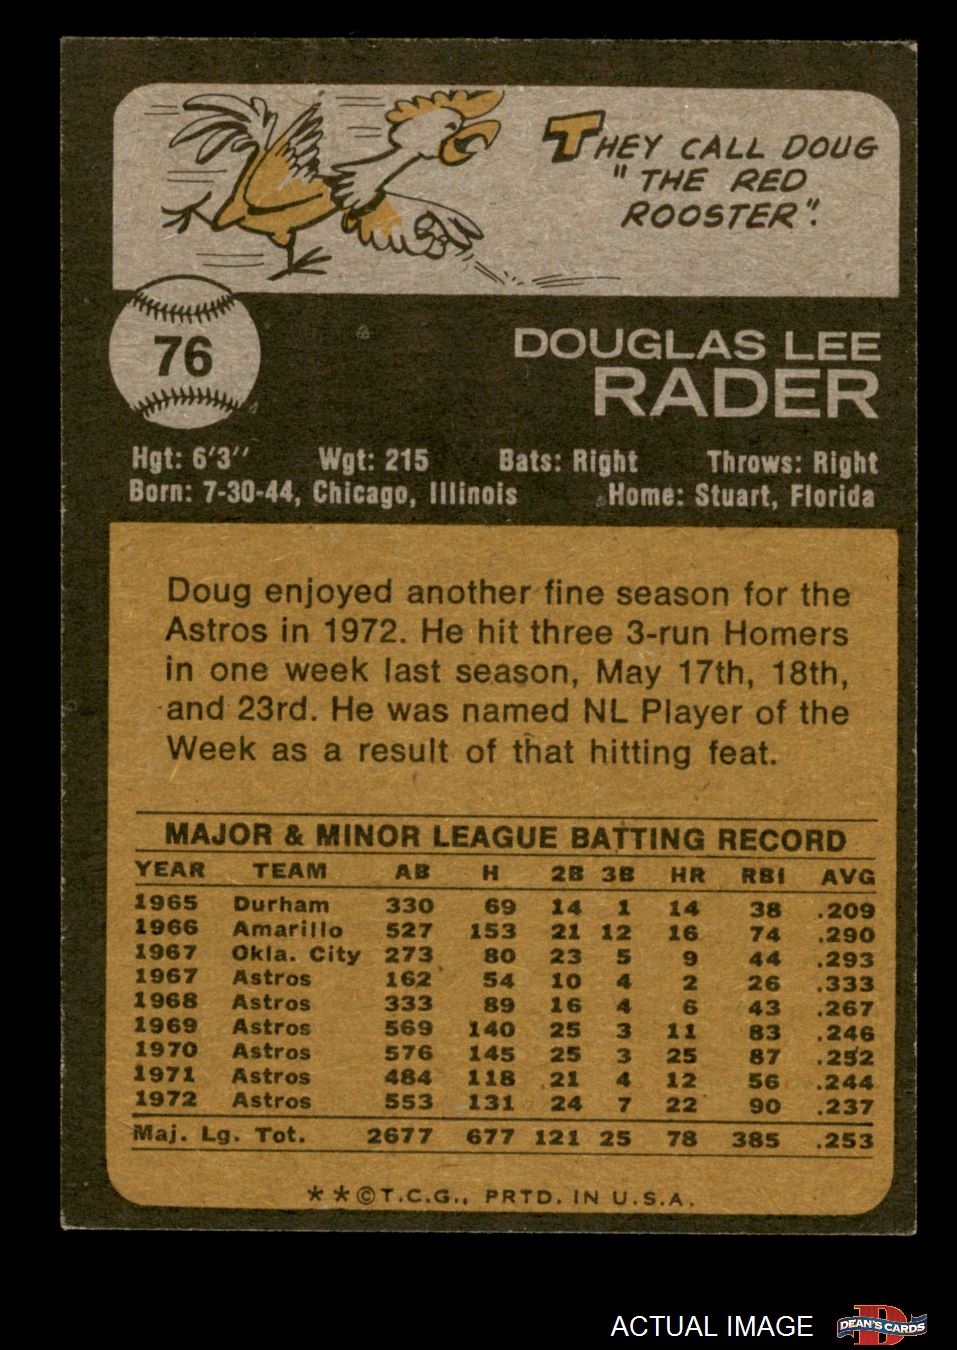 THEY CALL DOUG
"THE RED
ROOSTER".
76
DOUGLAS LEE
RADER
Hgt: 6'3" Wgt: 215 Bats: Right Throws: Right
Born: 7-30-44, Chicago, Illinois Home: Stuart, Florida
Doug enjoyed another fine season for the
Astros in 1972. He hit three 3-run Homers
in one week last season, May 17th, 18th,
and 23rd. He was named NL Player of the
Week as a result of that hitting feat.
MAJOR & MINOR LEAGUE BATTING RECORD
YEAR TEAM AB H 2B 3B HR RBI AVG
1965 Durham 330 69 14 1 14 38 .209
1966 Amarillo 527 153 21 12 16 74 .290
1967 Okla. City 273 80 23 5 9 44 .293
1967 Astros 162 54 10 4 2 26 .333
1968 Astros 333 89 16 4 6 43 .267
1969 Astros 569 140 25 3 11 83 .246
1970 Astros 576 145 25 3 25 87 .252
1971 Astros 484 118 21 4 12 56 .244
1972 Astros 553 131 24 7 22 90 .237
Maj. Lg. Tot. 2677 677 121 25 78 385 .253
**©T.C.G., PRTD. IN U.S.A.
ACTUAL IMAGE
D
DEAN'S CARDS